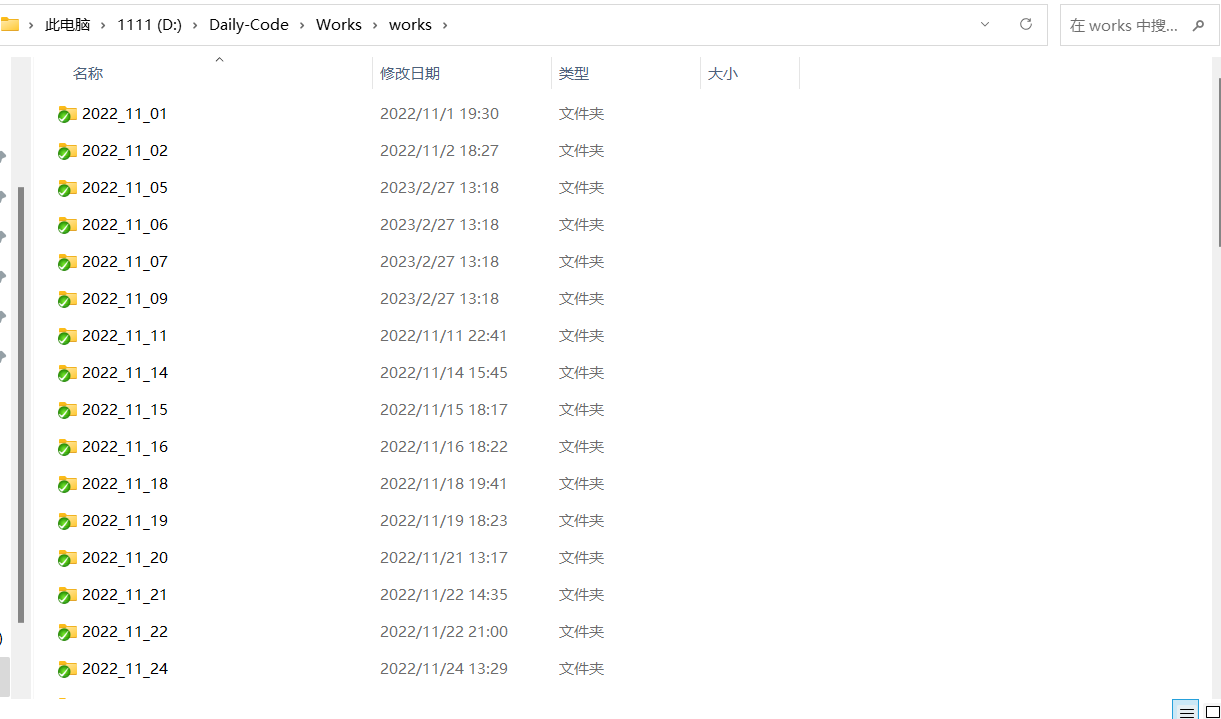 此电脑 › 1111 (D:) › Daily-Code › Works › works › 在 works 中搜...
名称 修改日期 类型 大小
2022_11_01 2022/11/1 19:30 文件夹
2022_11_02 2022/11/2 18:27 文件夹
2022_11_05 2023/2/27 13:18 文件夹
2022_11_06 2023/2/27 13:18 文件夹
2022_11_07 2023/2/27 13:18 文件夹
2022_11_09 2023/2/27 13:18 文件夹
2022_11_11 2022/11/11 22:41 文件夹
2022_11_14 2022/11/14 15:45 文件夹
2022_11_15 2022/11/15 18:17 文件夹
2022_11_16 2022/11/16 18:22 文件夹
2022_11_18 2022/11/18 19:41 文件夹
2022_11_19 2022/11/19 18:23 文件夹
2022_11_20 2022/11/21 13:17 文件夹
2022_11_21 2022/11/22 14:35 文件夹
2022_11_22 2022/11/22 21:00 文件夹
2022_11_24 2022/11/24 13:29 文件夹